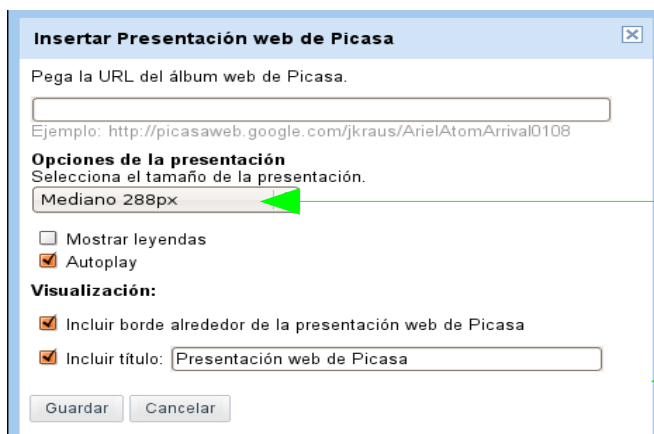 Insertar Presentación web de Picasa
Pega la URL del álbum web de Picasa.
Ejemplo: http://picasaweb.google.com/jkraus/ArielAtomArrival0108
Opciones de la presentación
Selecciona el tamaño de la presentación.
Mediano 288px
Mostrar leyendas
Autoplay
Visualización:
Incluir borde alrededor de la presentación web de Picasa
Incluir título: Presentación web de Picasa
Guardar Cancelar